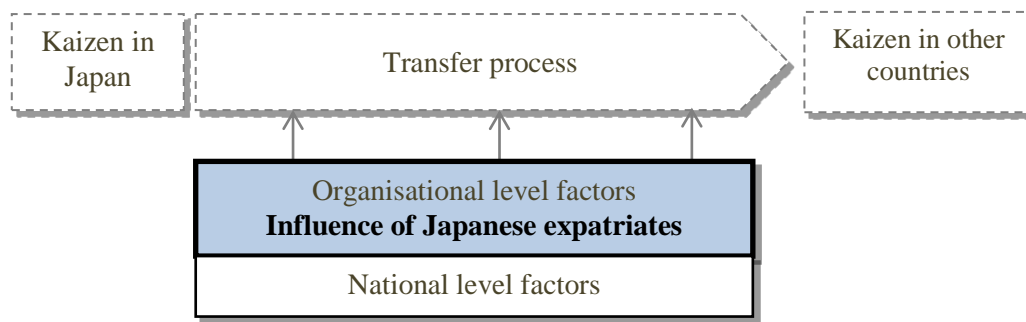 Kaizen in
Japan
Transfer process
Kaizen in other
countries
Organisational level factors
Influence of Japanese expatriates
National level factors